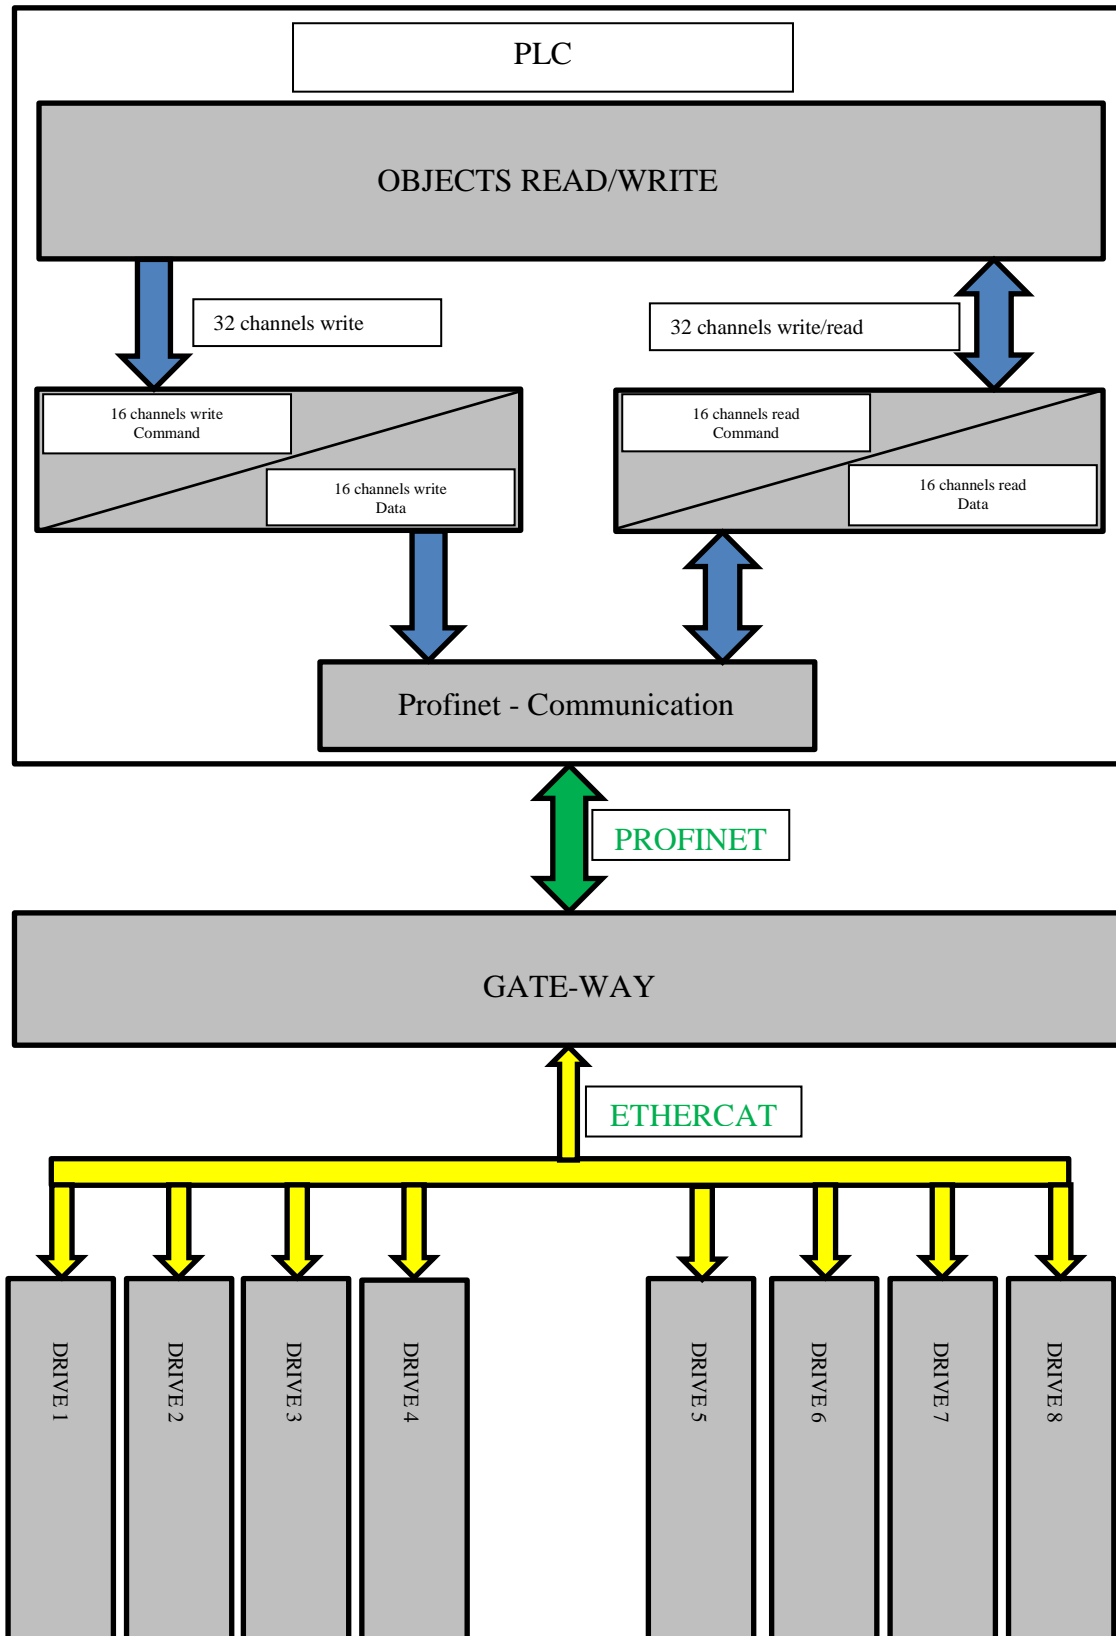 PLC
OBJECTS READ/WRITE
32 channels write
32 channels write/read
16 channels write
Command
16 channels write
Data
16 channels read
Command
16 channels read
Data
Profinet - Communication
PROFINET
GATE-WAY
ETHERCAT
DRIVE 1
DRIVE 2
DRIVE 3
DRIVE 4
DRIVE 5
DRIVE 6
DRIVE 7
DRIVE 8